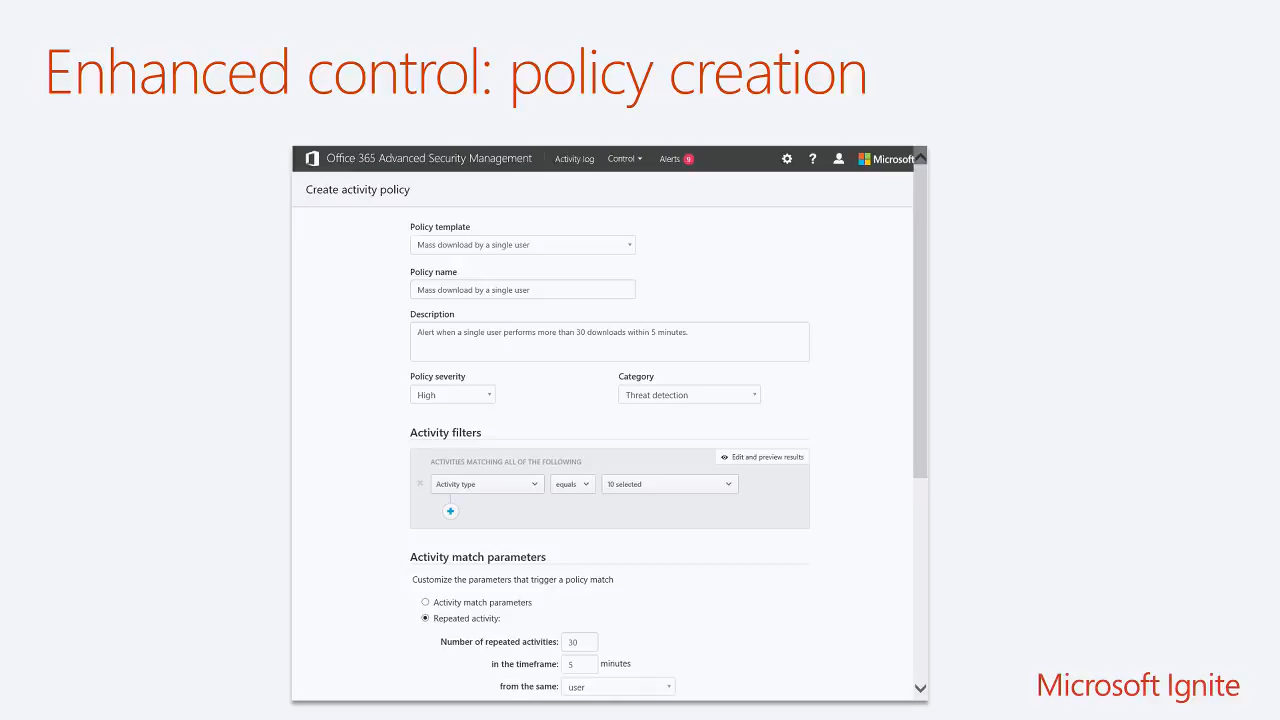 Enhanced control: policy creation
Office 365 Advanced Security Management Activity log Control Alerts 9 ? Microsoft
Create activity policy
Policy template
Mass download by a single user
Policy name
Mass download by a single user
Description
Alert when a single user performs more than 30 downloads within 5 minutes.
Policy severity Category
High Threat detection
Activity filters
Edit and preview results
ACTIVITIES MATCHING ALL OF THE FOLLOWING
Activity type equals 10 selected
Activity match parameters
Customize the parameters that trigger a policy match
Activity match parameters
Repeated activity:
Number of repeated activities: 30
in the timeframe: 5 minutes
from the same: user
Microsoft Ignite